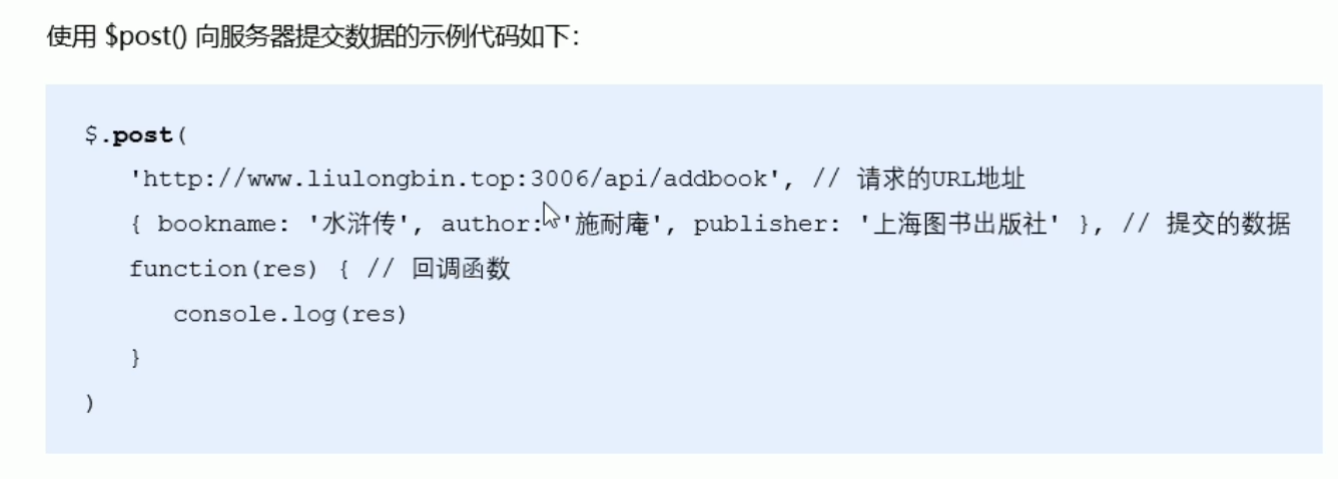 使用 $post() 向服务器提交数据的示例代码如下：
$.post(
'http://www.liulongbin.top:3006/api/addbook', // 请求的URL地址
{ bookname: '水浒传', author: '施耐庵', publisher: '上海图书出版社' }, // 提交的数据
function(res) { // 回调函数
console.log(res)
}
)